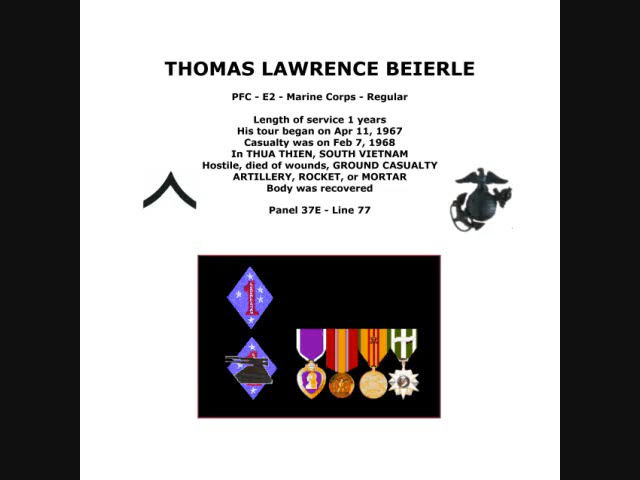 THOMAS LAWRENCE BEIERLE
PFC - E2 - Marine Corps - Regular
Length of service 1 years
His tour began on Apr 11, 1967
Casualty was on Feb 7, 1968
In THUA THIEN, SOUTH VIETNAM
Hostile, died of wounds, GROUND CASUALTY
ARTILLERY, ROCKET, or MORTAR
Body was recovered
Panel 37E - Line 77